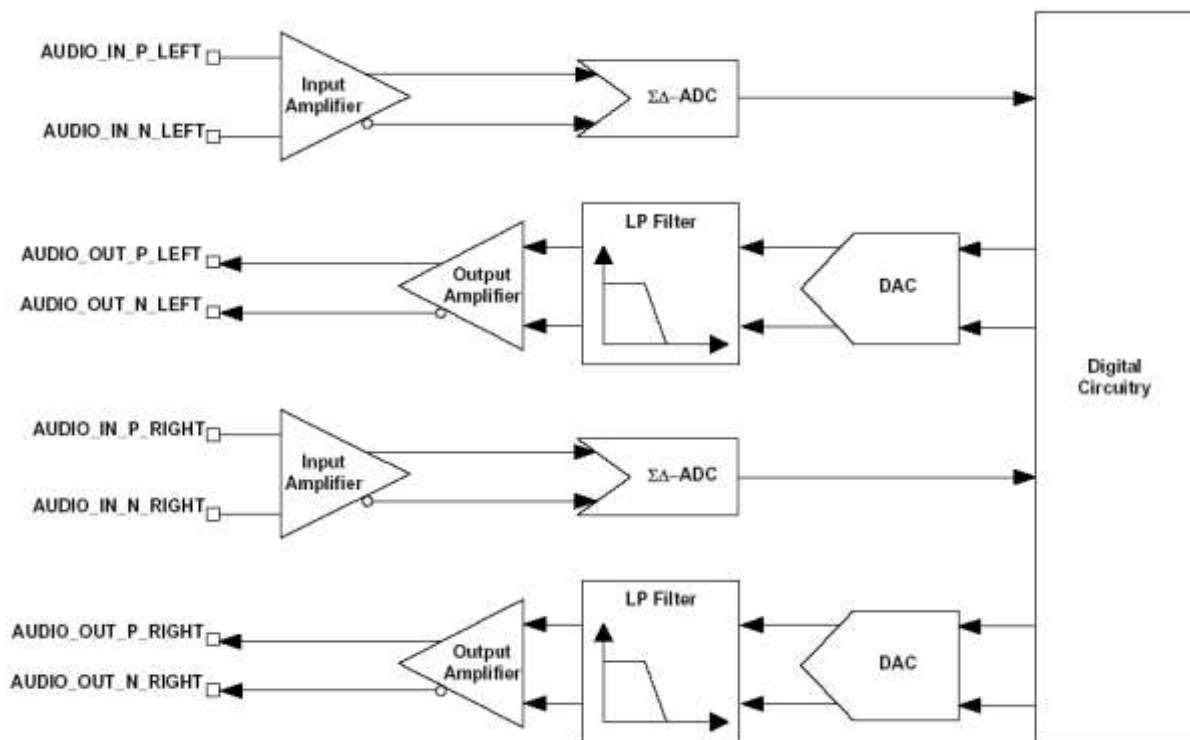 AUDIO_IN_P_LEFT
Input
Amplifier
ΣΔ–ADC
AUDIO_IN_N_LEFT
LP Filter
AUDIO_OUT_P_LEFT
Output
Amplifier
DAC
AUDIO_OUT_N_LEFT
Digital
Circuitry
AUDIO_IN_P_RIGHT
Input
Amplifier
ΣΔ–ADC
AUDIO_IN_N_RIGHT
LP Filter
AUDIO_OUT_P_RIGHT
Output
Amplifier
DAC
AUDIO_OUT_N_RIGHT